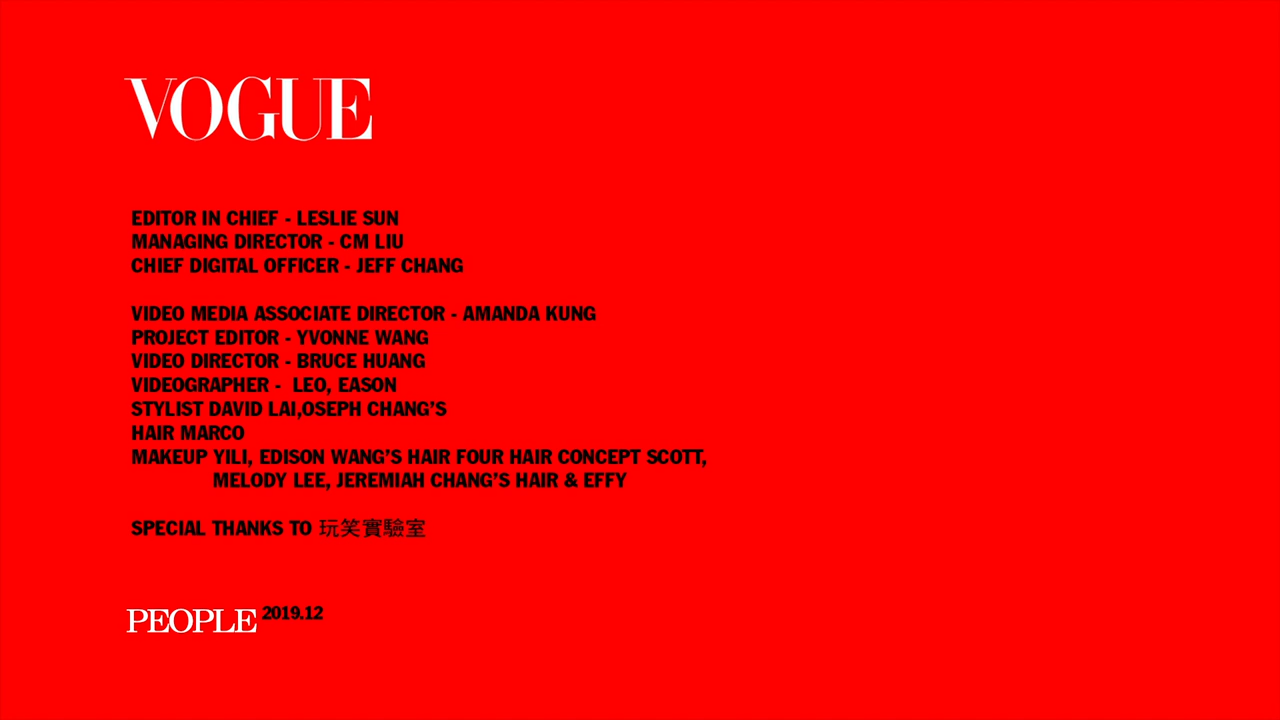 VOGUE
EDITOR IN CHIEF - LESLIE SUN
MANAGING DIRECTOR - CM LIU
CHIEF DIGITAL OFFICER - JEFF CHANG
VIDEO MEDIA ASSOCIATE DIRECTOR - AMANDA KUNG
PROJECT EDITOR - YVONNE WANG
VIDEO DIRECTOR - BRUCE HUANG
VIDEOGRAPHER -  LEO, EASON
STYLIST DAVID LAI,OSEPH CHANG’S
HAIR MARCO
MAKEUP YILI, EDISON WANG’S HAIR FOUR HAIR CONCEPT SCOTT,
MELODY LEE, JEREMIAH CHANG’S HAIR & EFFY
SPECIAL THANKS TO 玩笑實驗室
PEOPLE 2019.12